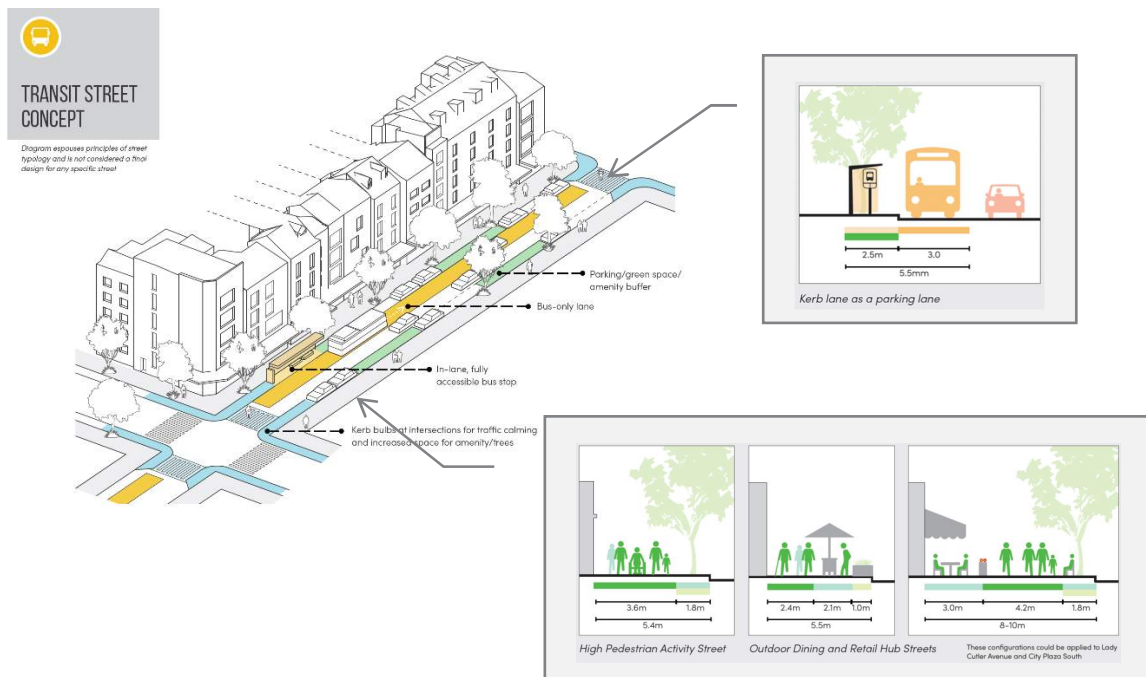 TRANSIT STREET
CONCEPT
Diagram espouses principles of street
typology and is not considered a final
design for any specific street
Parking/green space/
amenity buffer
Bus-only lane
In-lane, fully
accessible bus stop
Kerb bulbs at intersections for traffic calming
and increased space for amenity/trees
2.5m 3.0
5.5mm
Kerb lane as a parking lane
3.6m 1.8m
5.4m
High Pedestrian Activity Street
2.4m 2.1m 1.0m
5.5m
Outdoor Dining and Retail Hub Streets
3.0m 4.2m 1.8m
8-10m
These configurations could be applied to Lady
Cutler Avenue and City Plaza South